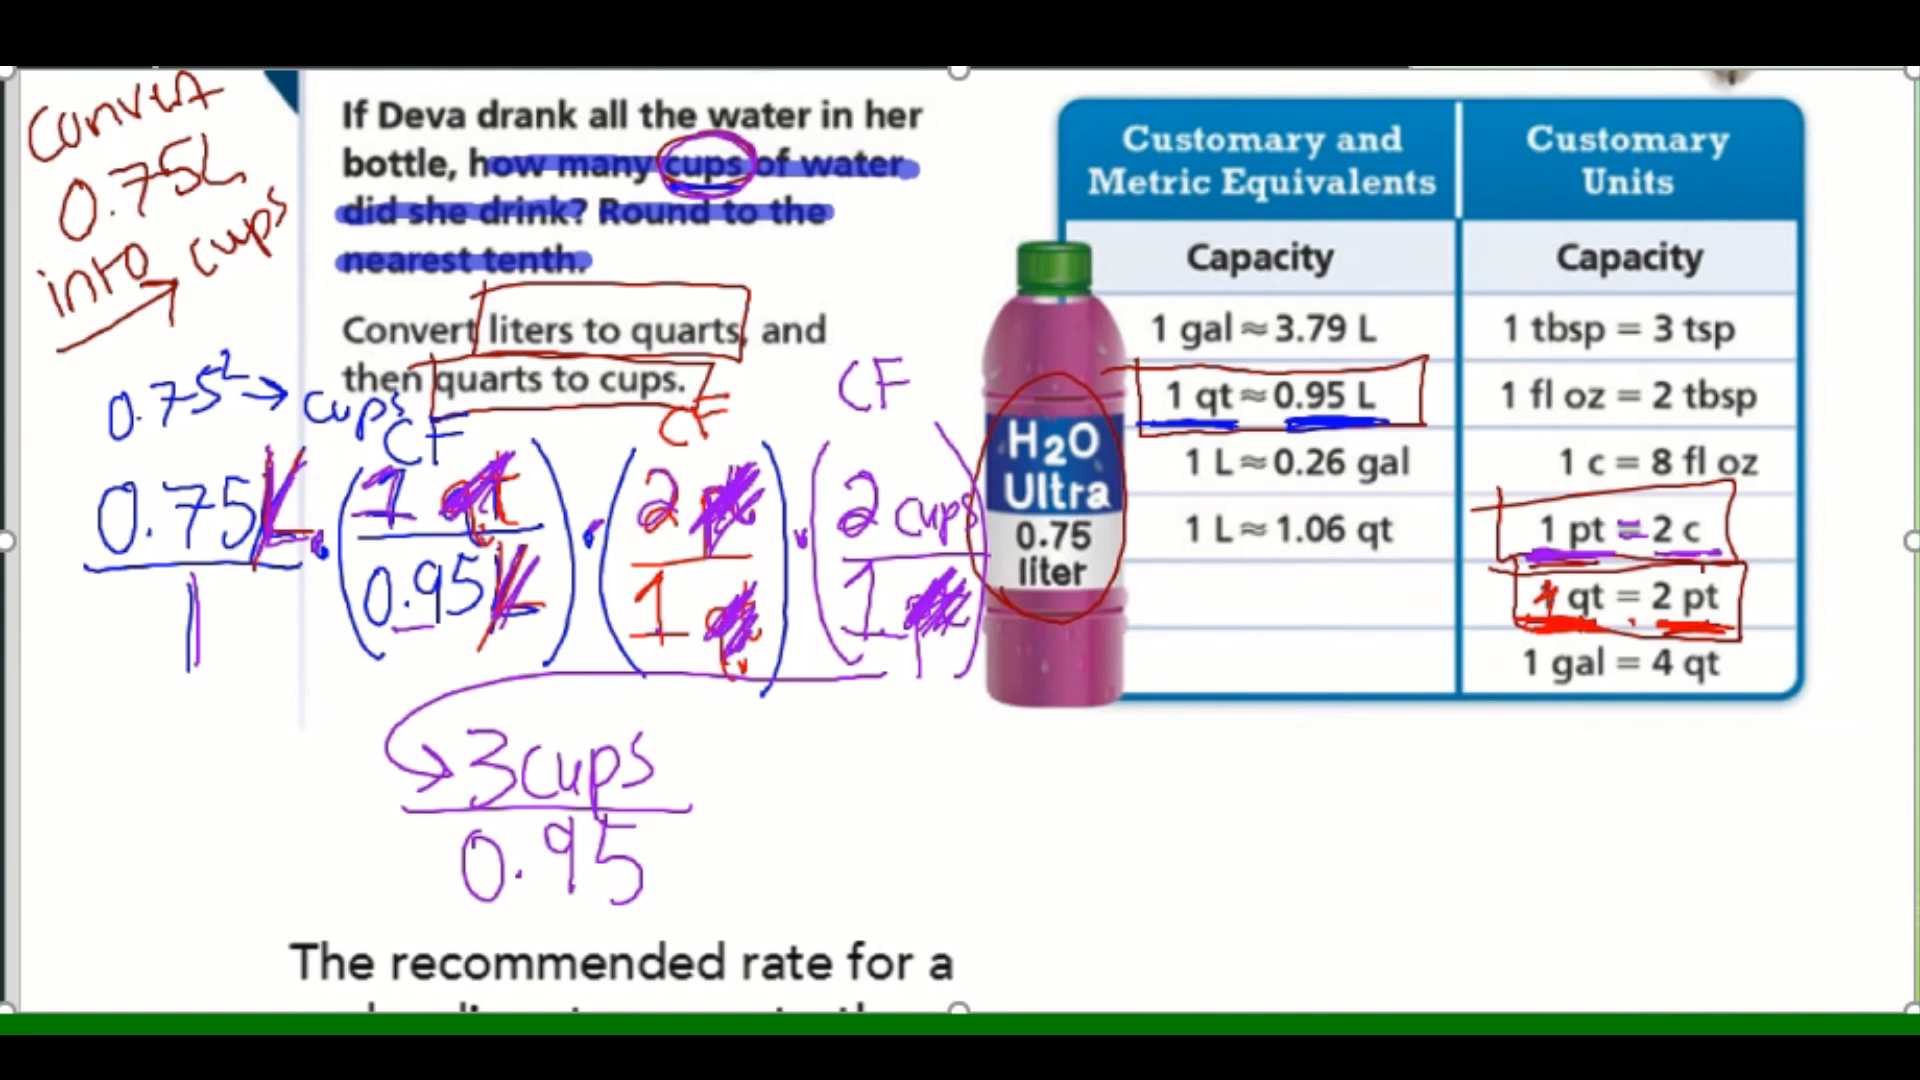 Convert
0.75L
into cups
If Deva drank all the water in her
bottle, how many cups of water
did she drink? Round to the
nearest tenth.
Convert liters to quarts, and
then quarts to cups.
0.75L → cups
CF
CF
CF
0.75L · (1 qt · (2 · (2 cups
1 0.95L) 1 ) 1 )
3 cups
0.95
H2O
Ultra
0.75
liter
Customary and Metric Equivalents
Customary Units
Capacity
Capacity
1 gal ≈ 3.79 L
1 tbsp = 3 tsp
1 qt ≈ 0.95 L
1 fl oz = 2 tbsp
1 L ≈ 0.26 gal
1 c = 8 fl oz
1 L ≈ 1.06 qt
1 pt = 2 c
1 qt = 2 pt
1 gal = 4 qt
The recommended rate for a